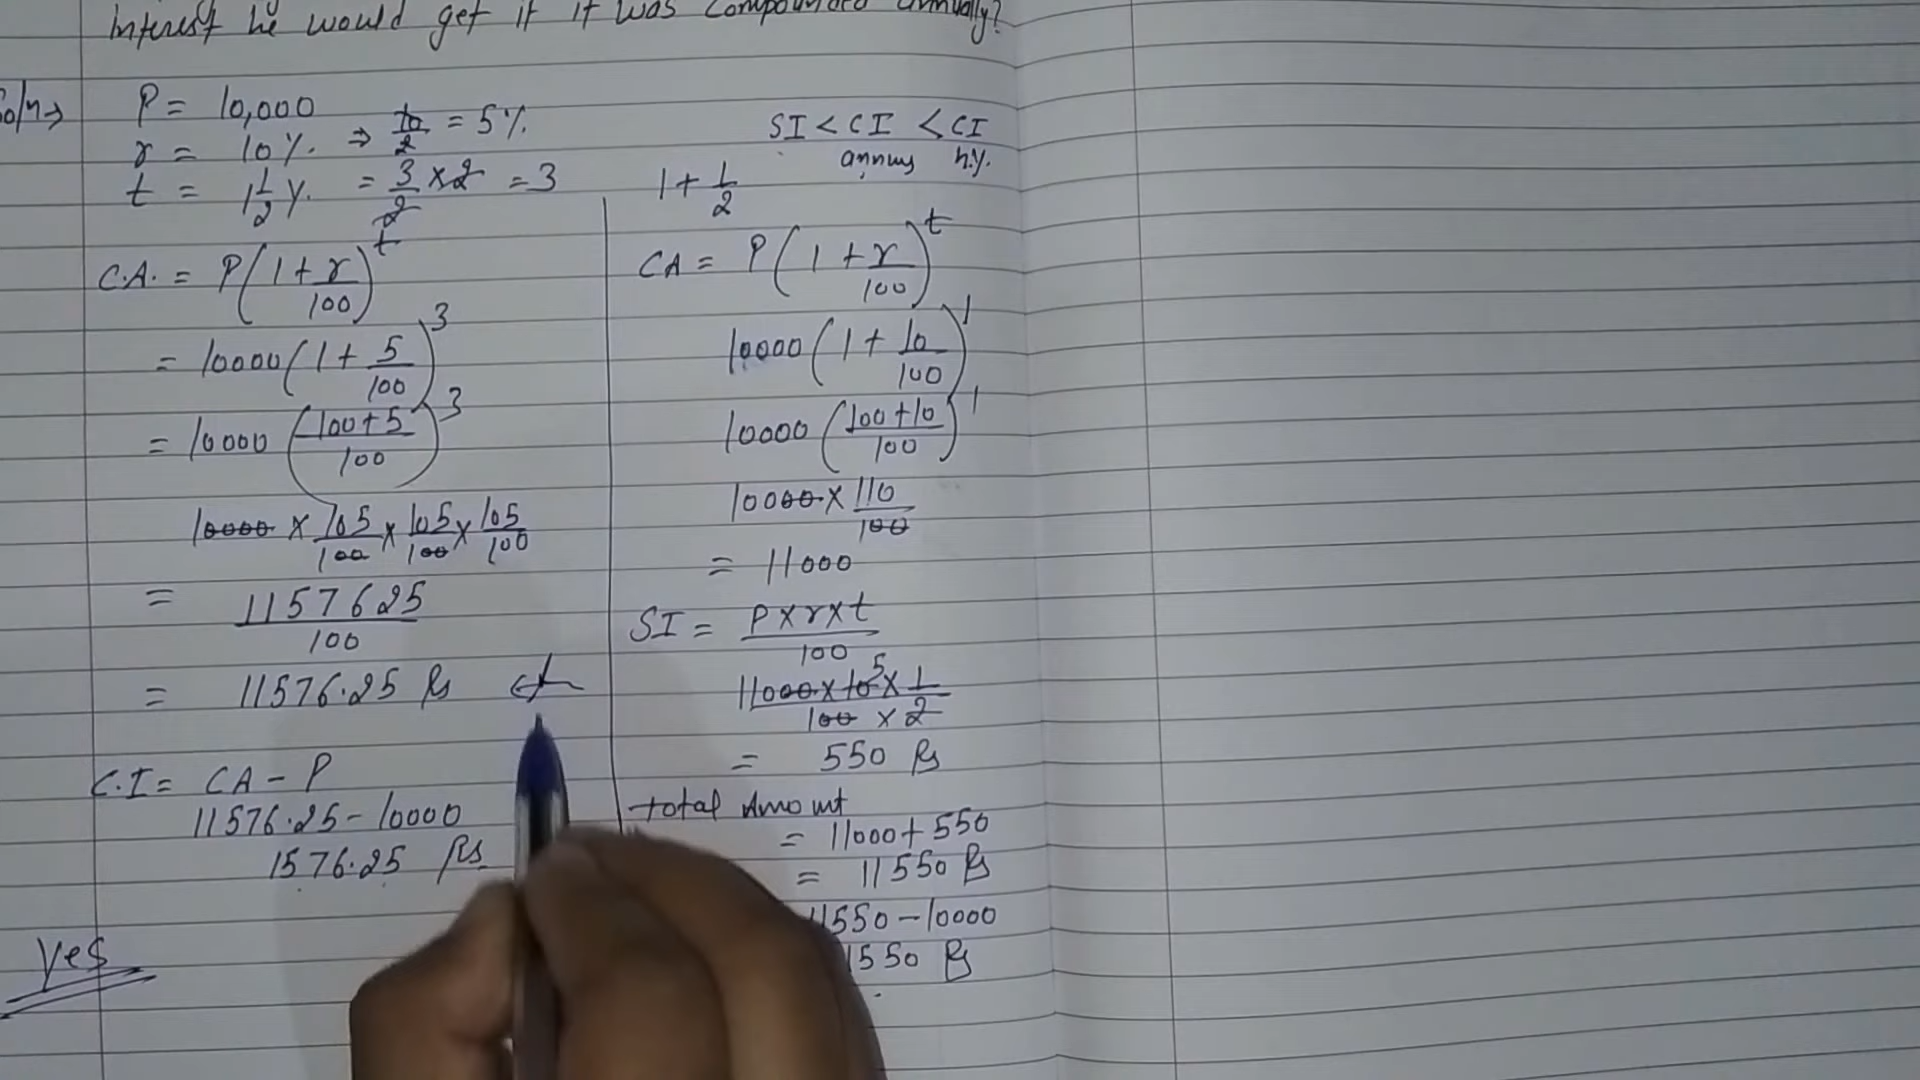 Interest he would get if it was compounded annually?
Soln→
P = 10,000
r = 10%. ⇒ 10/2 = 5%.
t = 1 1/2 y. = 3/2 × 2 = 3
C.A. = P(1 + r/100)^t
= 10000(1 + 5/100)^3
= 10000 (100+5/100)^3
10000 × 105/100 × 105/100 × 105/100
= 1157625/100
= 11576.25 Rs
C.I = CA - P
11576.25 - 10000
1576.25 Rs
Yes
SI < CI < CI
annuy h.y.
1 + 1/2
CA = P(1 + r/100)^t
10000(1 + 10/100)^1
10000(100+10/100)^1
10000 × 110/100
= 11000
SI = P×r×t/100
11000×10 5×1/100 × 2
= 550 Rs
total Amount
= 11000 + 550
= 11550 Rs
11550 - 10000
1550 Rs